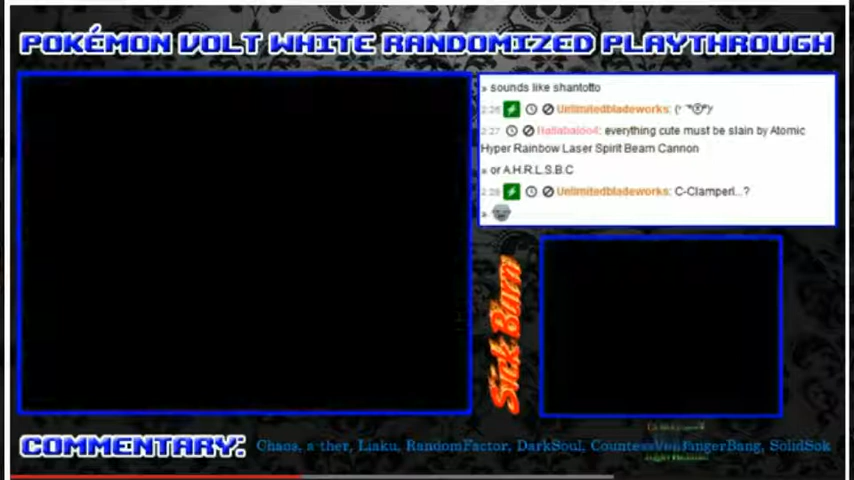 POKÉMON VOLT WHITE RANDOMIZED PLAYTHROUGH
» sounds like shantotto
2:26 Unlimitedbladeworks:
2:27 Hallabaloo4: everything cute must be slain by Atomic
Hyper Rainbow Laser Spirit Beam Cannon
» or A.H.R.L.S.B.C
2:28 Unlimitedbladeworks: C-Clamperl...?
»
Sick Burn
COMMENTARY: Chaos, a ther, Liaku, RandomFactor, DarkSoul, SolidSok